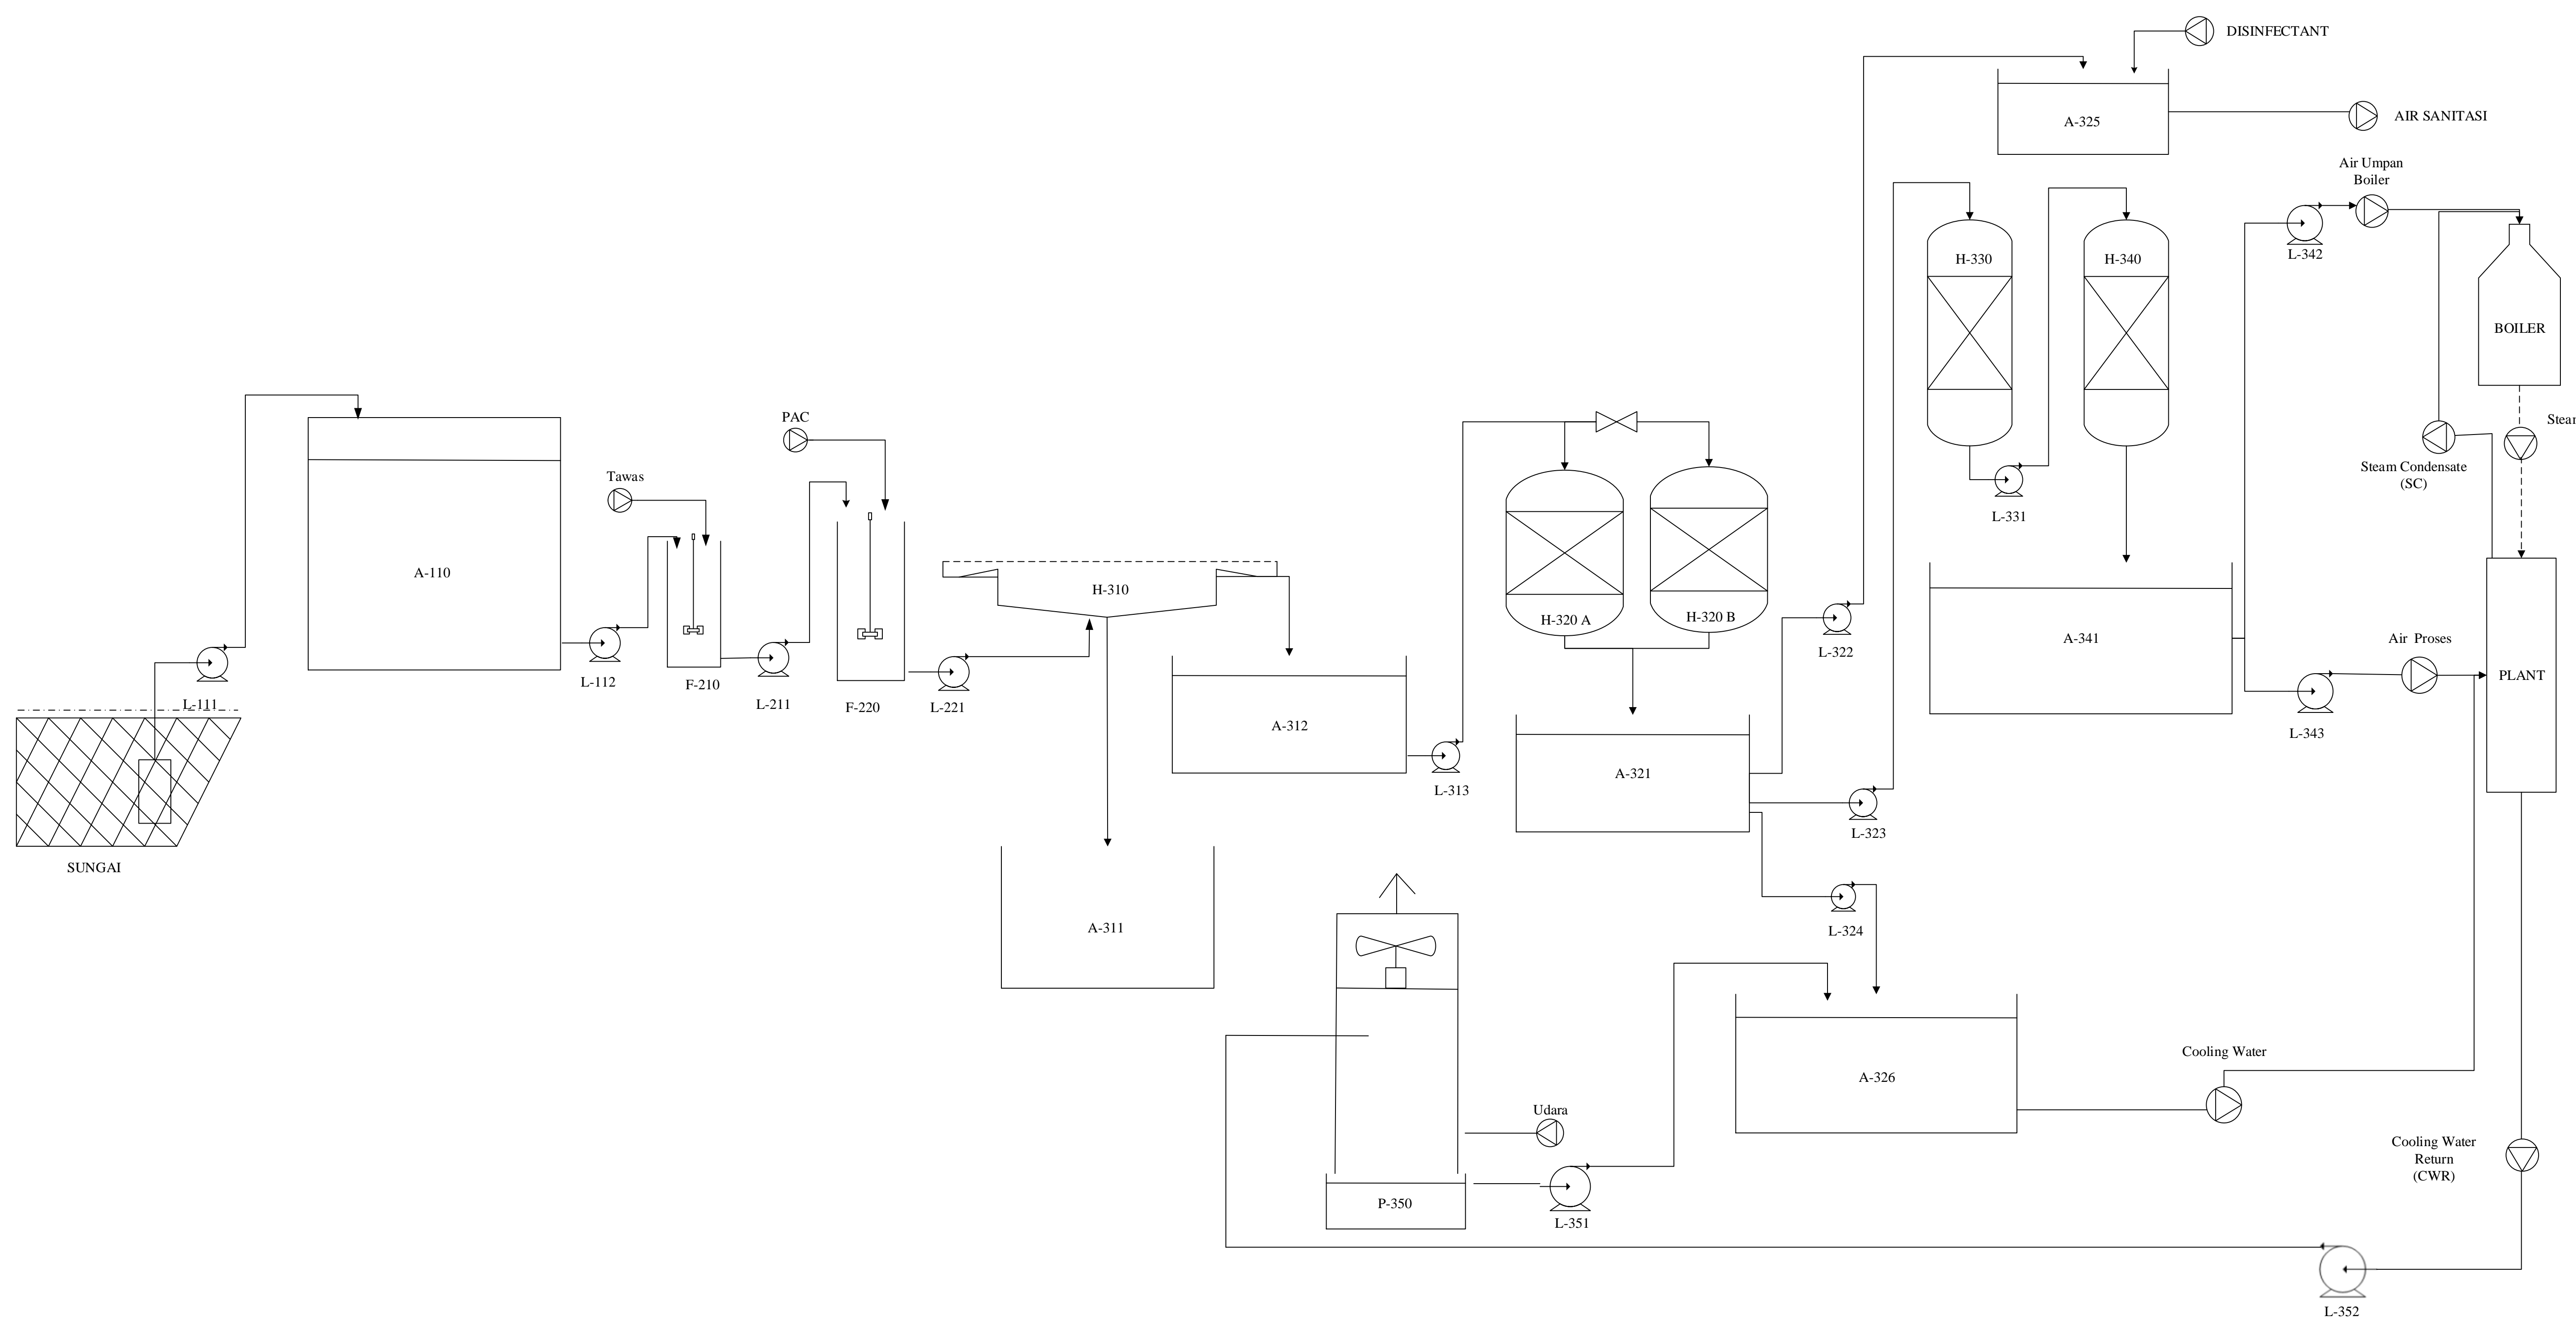 DISINFECTANT
A-325
AIR SANITASI
Air Umpan
Boiler
L-342
H-330
H-340
BOILER
Steam Condensate
(SC)
L-331
PAC
Tawas
A-110
L-111
L-112
F-210
L-211
F-220
L-221
H-310
H-320 A
H-320 B
L-322
A-341
Air Proses
PLANT
L-343
A-312
L-313
A-321
L-323
SUNGAI
A-311
L-324
Cooling Water
A-326
Udara
Cooling Water
Return
(CWR)
P-350
L-351
L-352